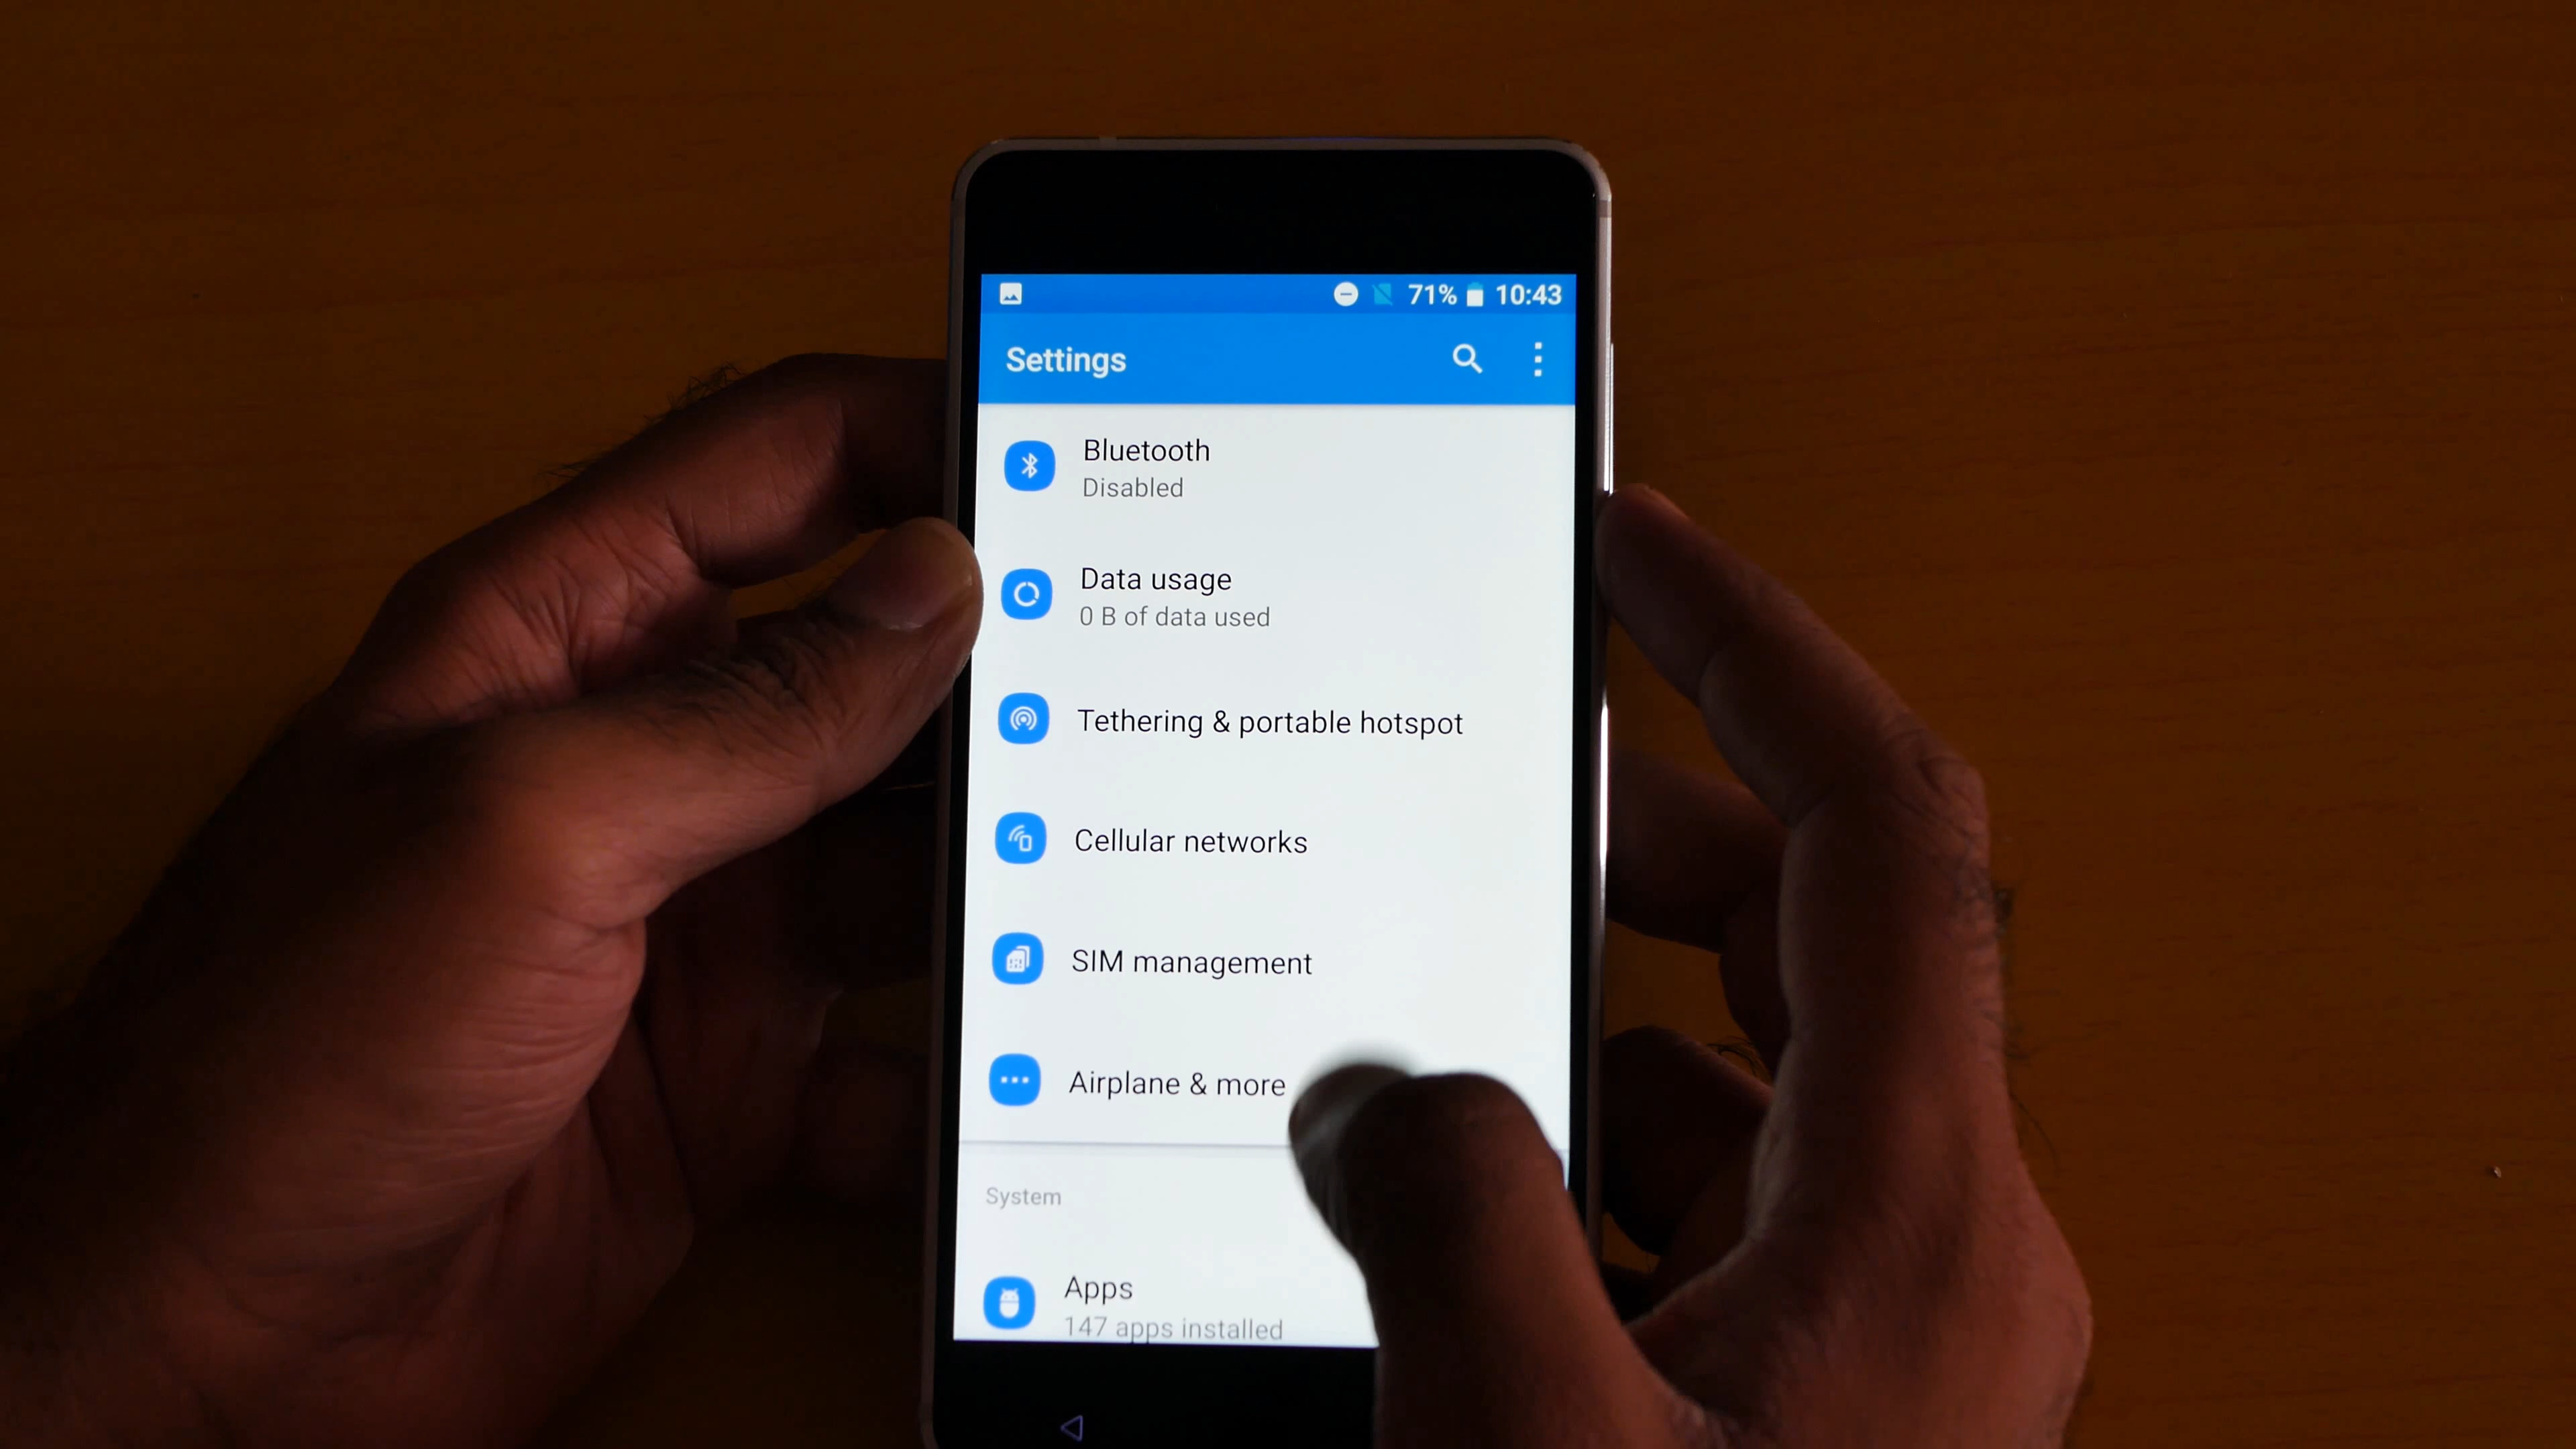 71% 10:43
Settings
Bluetooth
Disabled
Data usage
0 B of data used
Tethering & portable hotspot
Cellular networks
SIM management
Airplane & more
System
Apps
147 apps installed